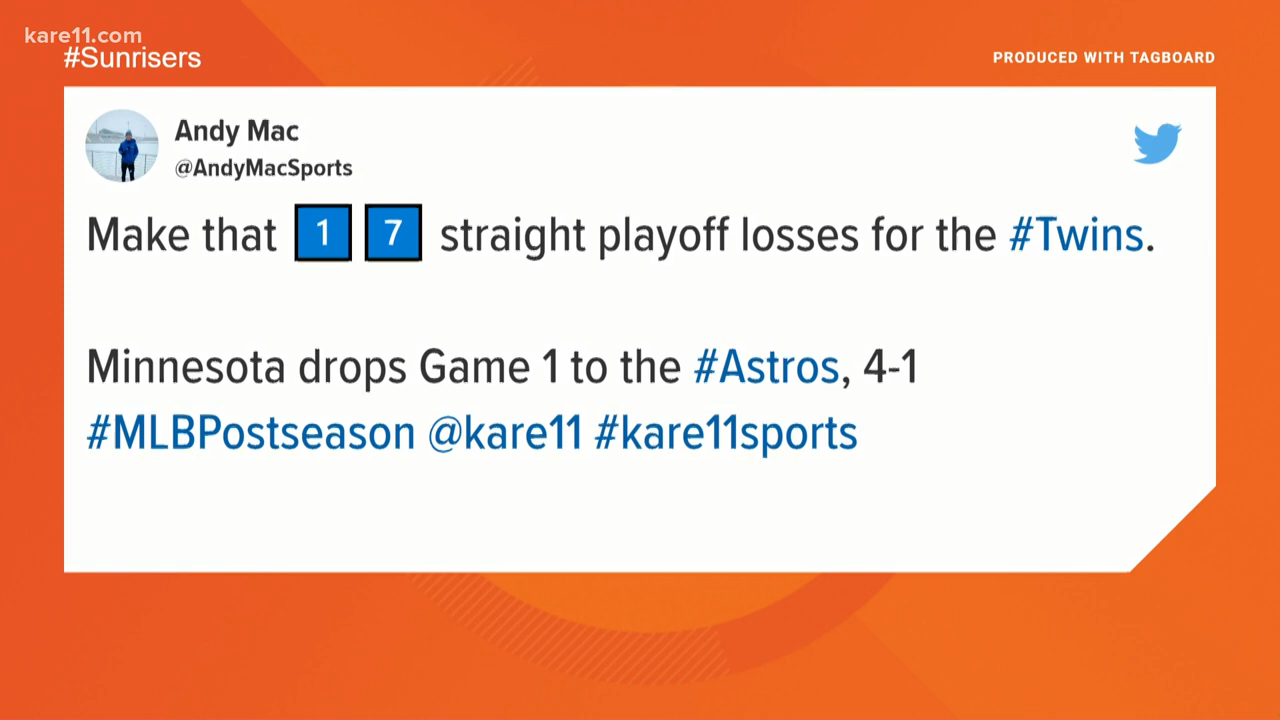 kare11.com
#Sunrisers
PRODUCED WITH TAGBOARD
Andy Mac
@AndyMacSports
Make that 1 7 straight playoff losses for the #Twins.
Minnesota drops Game 1 to the #Astros, 4-1
#MLBPostseason @kare11 #kare11sports